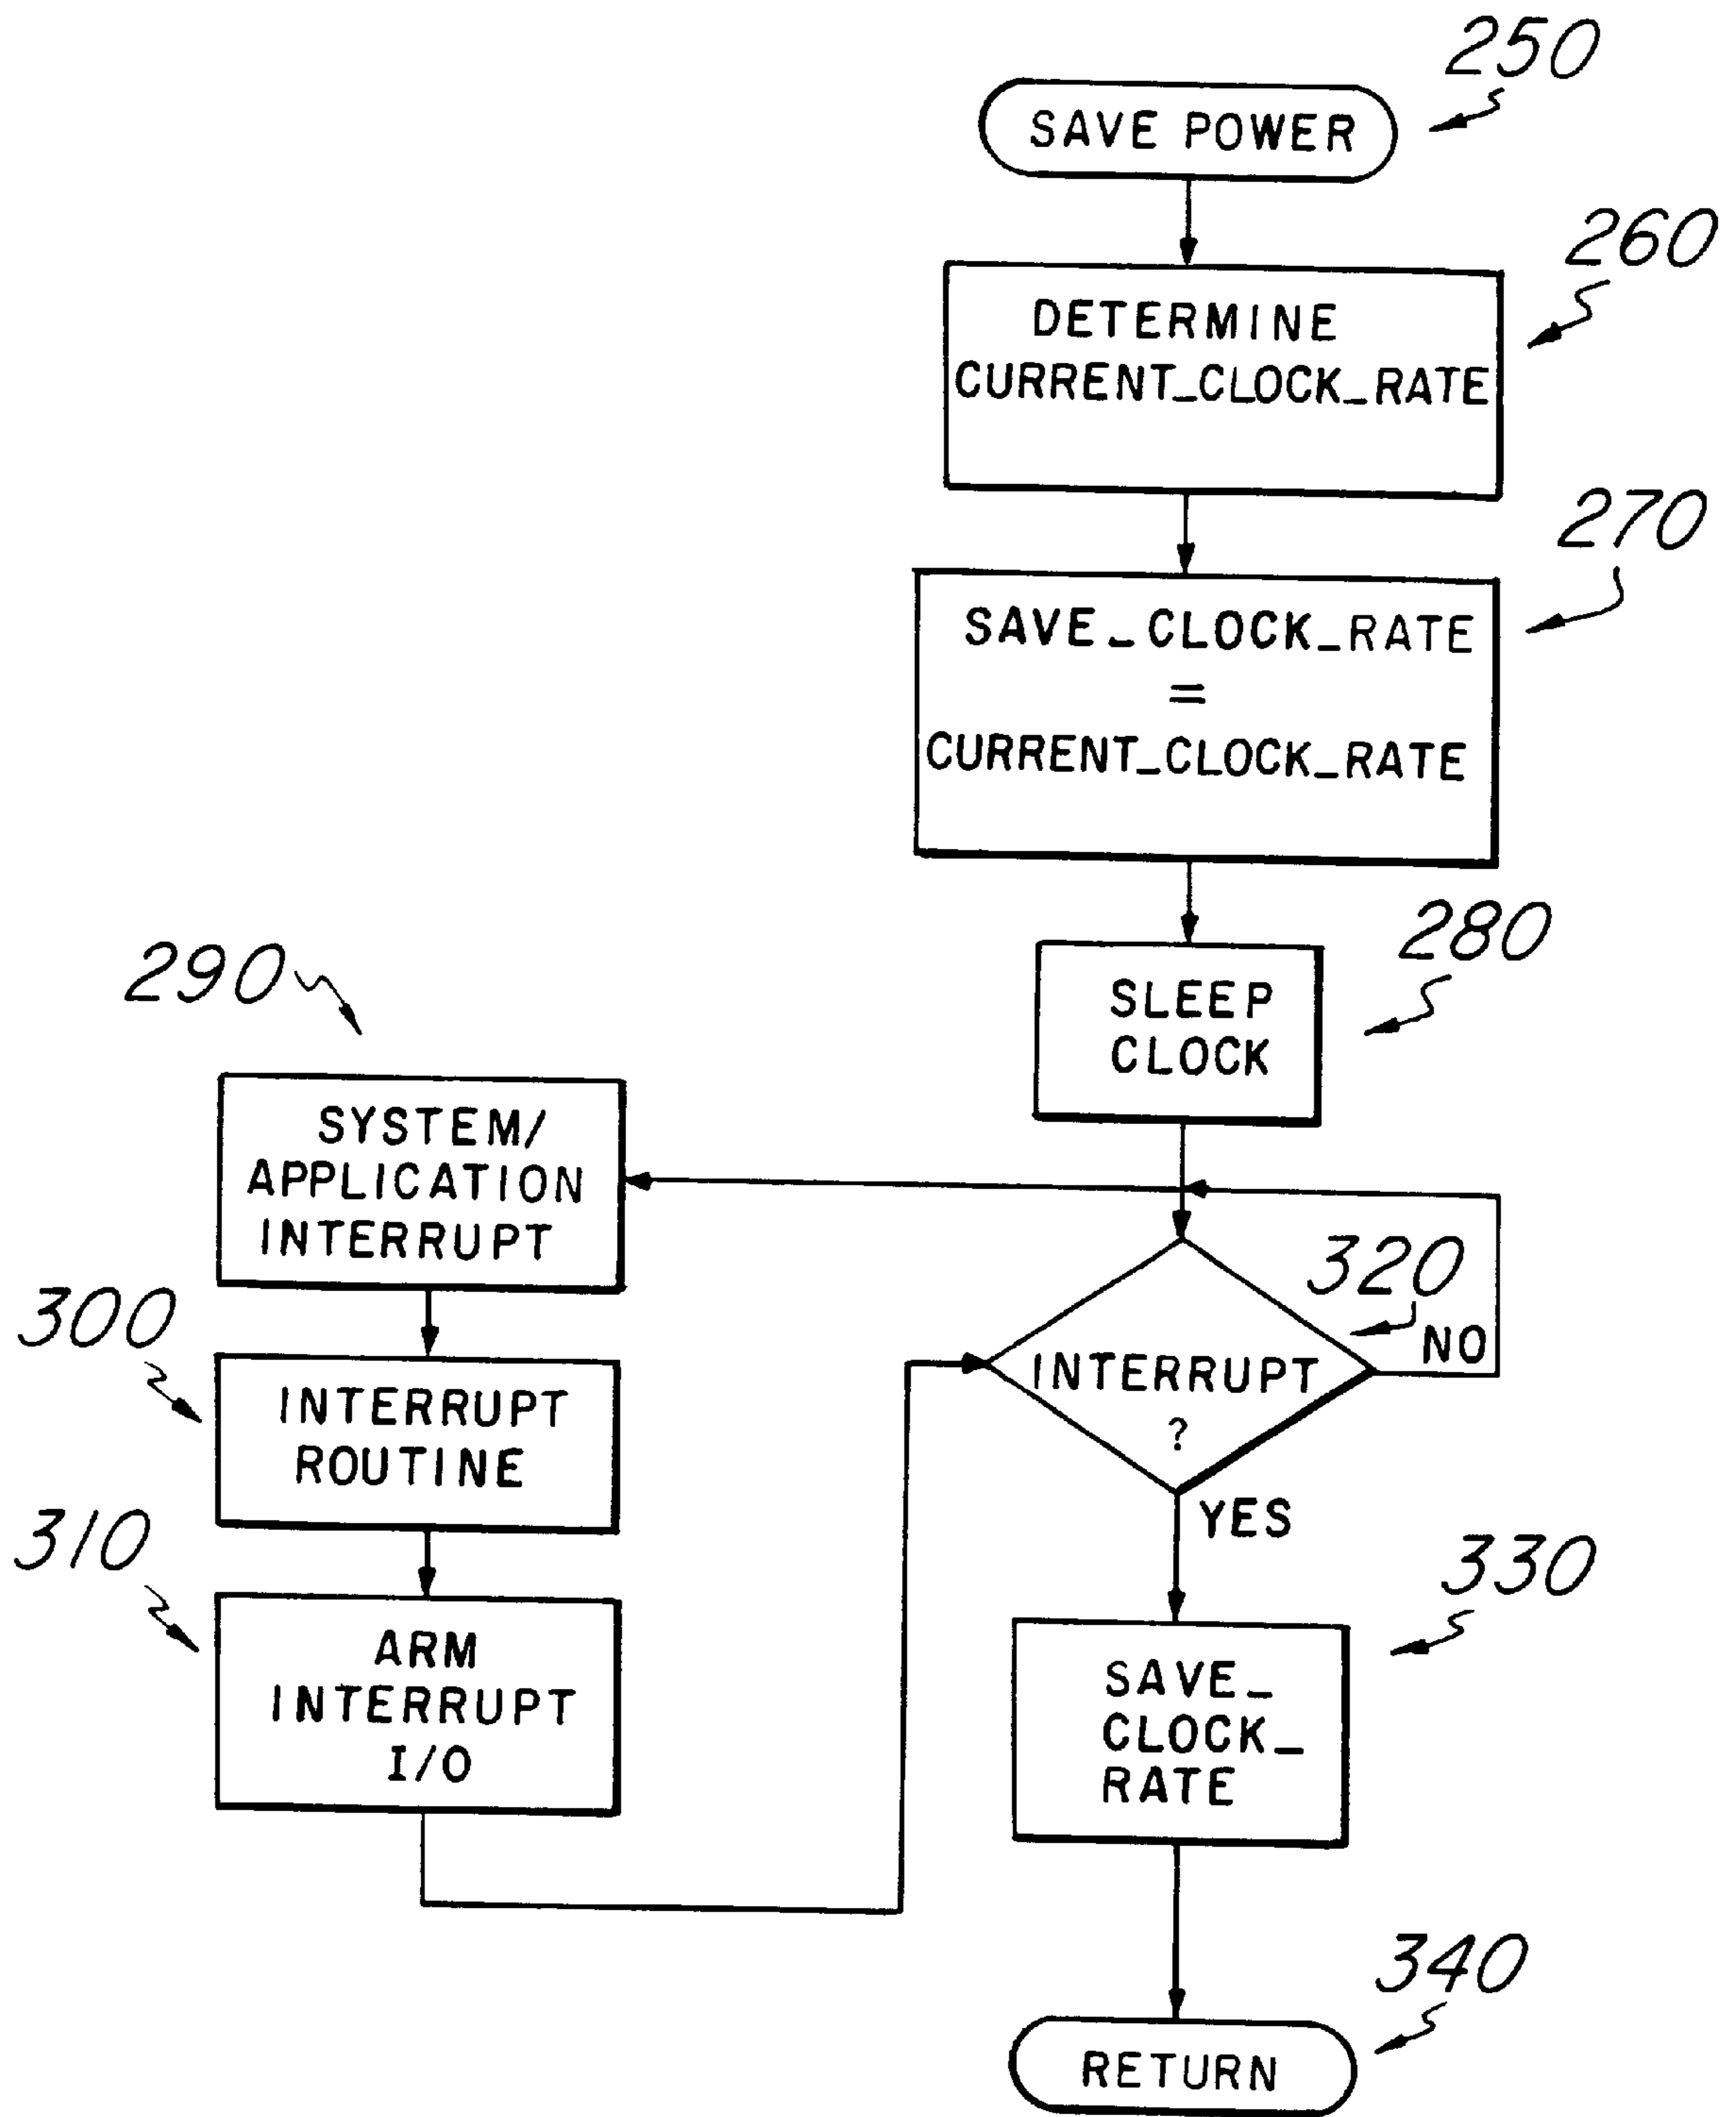 250
SAVE POWER
260
DETERMINE
CURRENT_CLOCK_RATE
270
SAVE_CLOCK_RATE
=
CURRENT_CLOCK_RATE
280
SLEEP
CLOCK
290
SYSTEM/
APPLICATION
INTERRUPT
300
INTERRUPT
ROUTINE
310
ARM
INTERRUPT
I/O
320
NO
INTERRUPT
?
YES
330
SAVE_
CLOCK_
RATE
340
RETURN